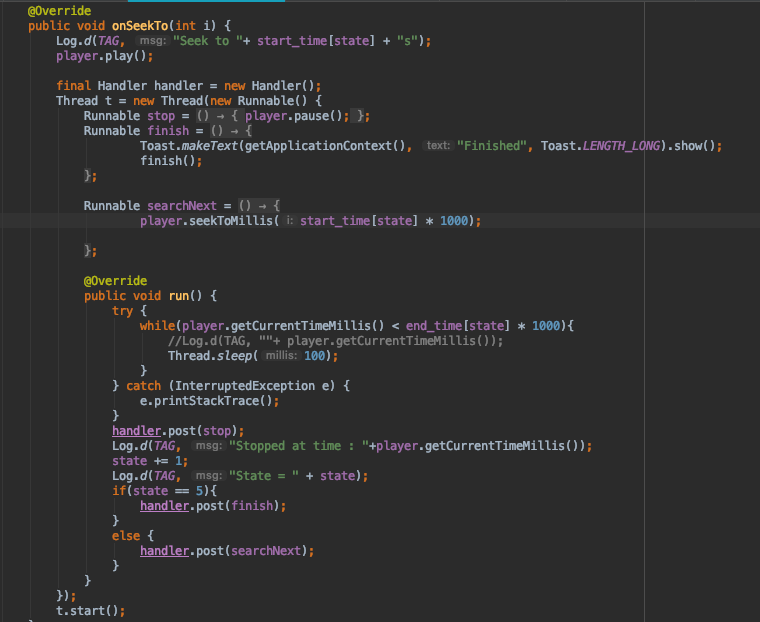 @Override
public void onSeekTo(int i) {
Log.d(TAG, msg: "Seek to "+ start_time[state] + "s");
player.play();
final Handler handler = new Handler();
Thread t = new Thread(new Runnable() {
Runnable stop = () → { player.pause(); };
Runnable finish = () → {
Toast.makeText(getApplicationContext(), text: "Finished", Toast.LENGTH_LONG).show();
finish();
};
Runnable searchNext = () → {
player.seekToMillis( i: start_time[state] * 1000);
};
@Override
public void run() {
try {
while(player.getCurrentTimeMillis() < end_time[state] * 1000){
//Log.d(TAG, ""+ player.getCurrentTimeMillis());
Thread.sleep( millis: 100);
}
} catch (InterruptedException e) {
e.printStackTrace();
}
handler.post(stop);
Log.d(TAG, msg: "Stopped at time : "+player.getCurrentTimeMillis());
state += 1;
Log.d(TAG, msg: "State = " + state);
if(state == 5){
handler.post(finish);
}
else {
handler.post(searchNext);
}
}
});
t.start();